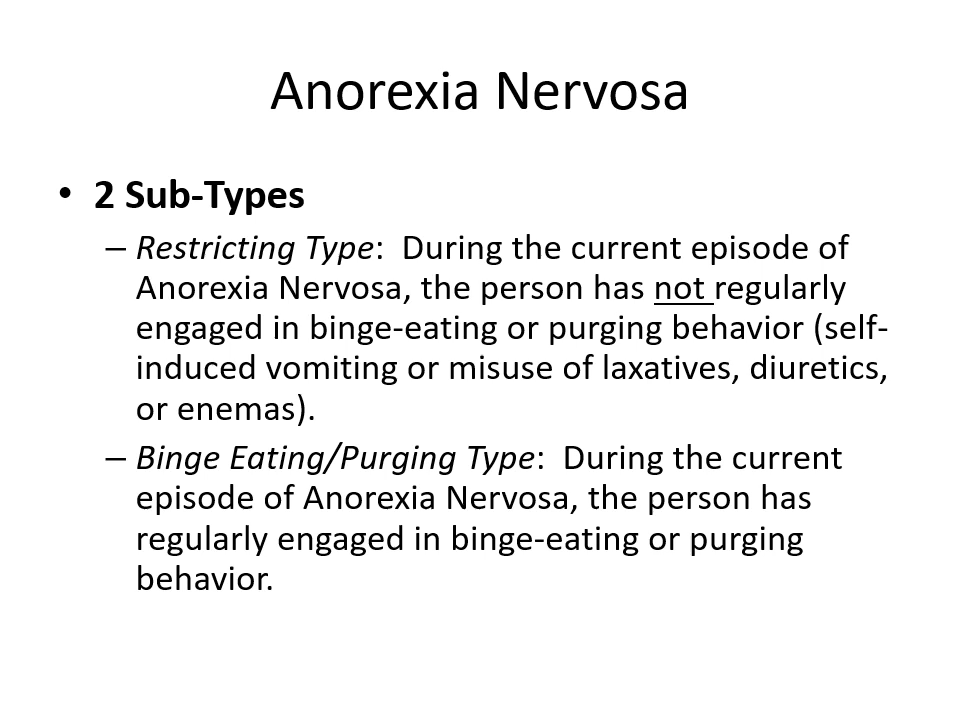 Anorexia Nervosa
• 2 Sub-Types
– Restricting Type:  During the current episode of
Anorexia Nervosa, the person has not regularly
engaged in binge-eating or purging behavior (self-
induced vomiting or misuse of laxatives, diuretics,
or enemas).
– Binge Eating/Purging Type:  During the current
episode of Anorexia Nervosa, the person has
regularly engaged in binge-eating or purging
behavior.